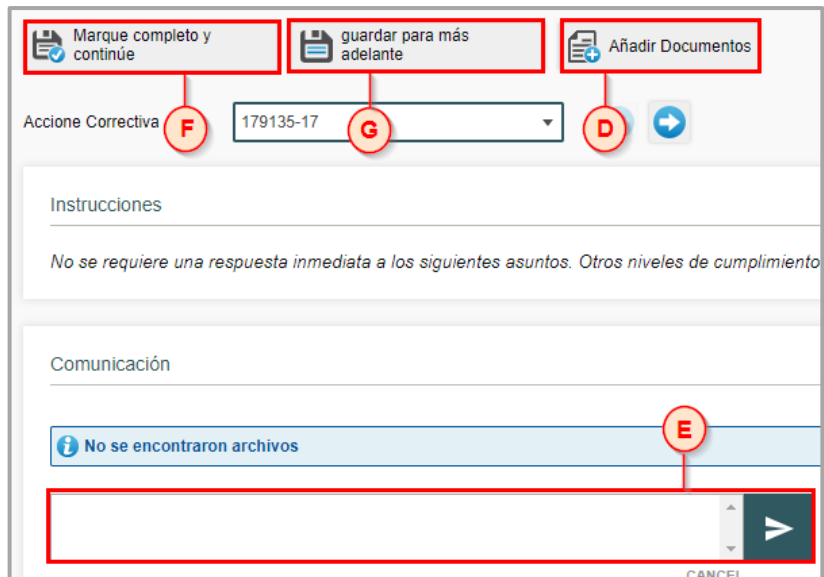 Marque completo y
continúe
guardar para más
adelante
Añadir Documentos
Accione Correctiva
F
179135-17
G
D
Instrucciones
No se requiere una respuesta inmediata a los siguientes asuntos. Otros niveles de cumplimiento
Comunicación
E
No se encontraron archivos
CANCEL